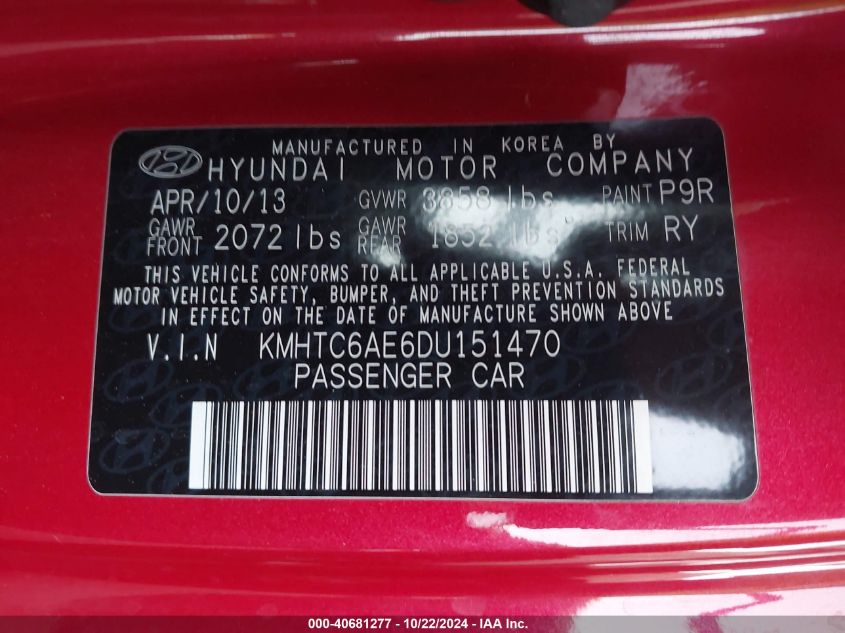 MANUFACTURED IN KOREA BY
HYUNDAI MOTOR COMPANY
APR/10/13 GVWR 3858 lbs PAINT P9R
GAWR FRONT 2072 lbs GAWR REAR 1852 lbs TRIM RY
THIS VEHICLE CONFORMS TO ALL APPLICABLE U.S.A. FEDERAL
MOTOR VEHICLE SAFETY, BUMPER, AND THEFT PREVENTION STANDARDS
IN EFFECT ON THE DATE OF MANUFACTURE SHOWN ABOVE
V.I.N KMHTC6AE6DU151470
PASSENGER CAR
000-40681277 - 10/22/2024 - IAA Inc.